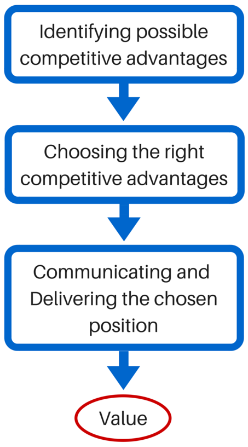 Identifying possible
competitive advantages
Choosing the right
competitive advantages
Communicating and
Delivering the chosen
position
Value